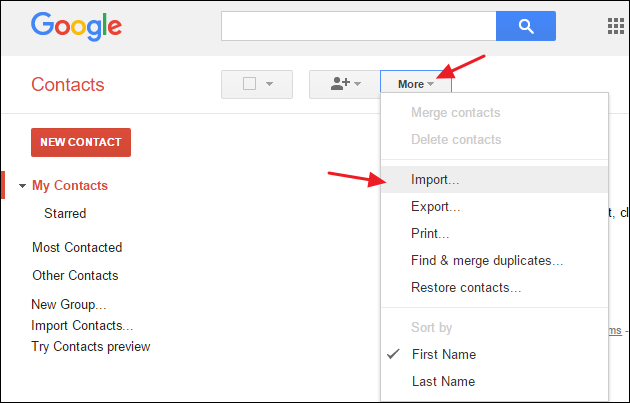 Google
Contacts
More
Merge contacts
Delete contacts
NEW CONTACT
My Contacts
Starred
Most Contacted
Other Contacts
New Group...
Import Contacts...
Try Contacts preview
Import...
Export...
Print...
Find & merge duplicates...
Restore contacts...
Sort by
First Name
Last Name
t, cl
ms -